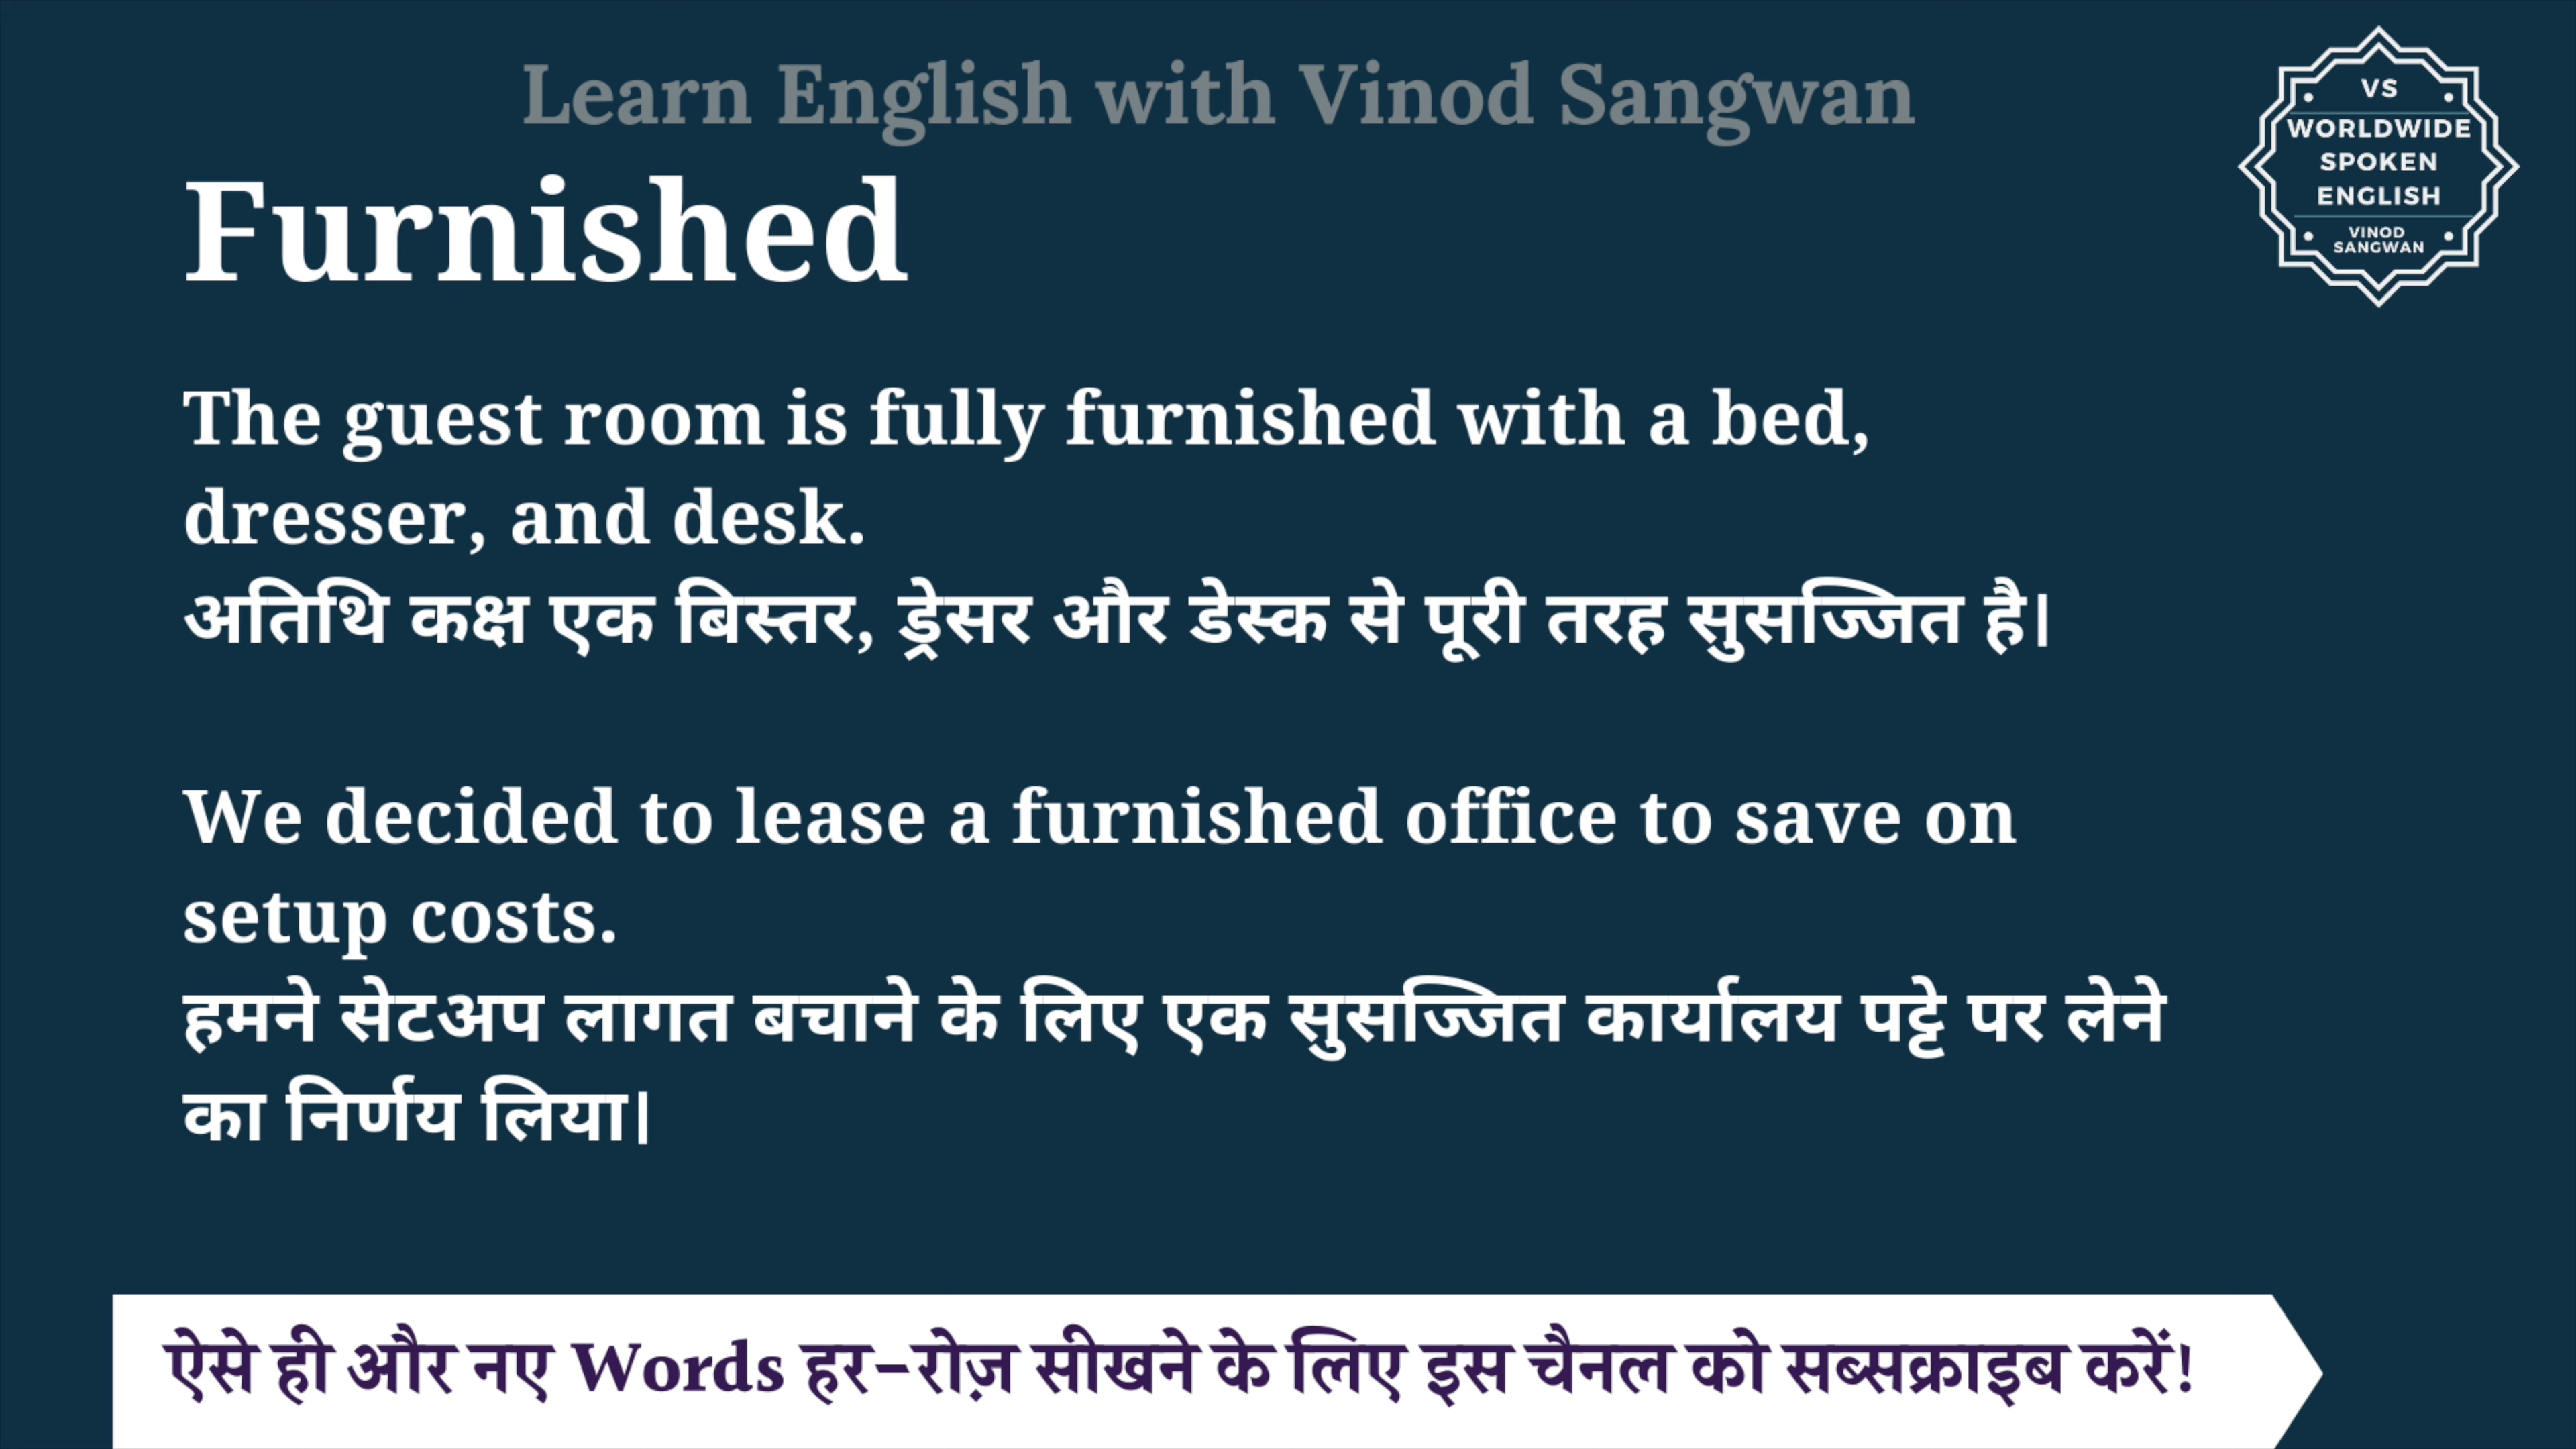 Learn English with Vinod Sangwan
VS
WORLDWIDE
SPOKEN
ENGLISH
VINOD
SANGWAN
Furnished
The guest room is fully furnished with a bed,
dresser, and desk.
अतिथि कक्ष एक बिस्तर, ड्रेसर और डेस्क से पूरी तरह सुसज्जित है।
We decided to lease a furnished office to save on
setup costs.
हमने सेटअप लागत बचाने के लिए एक सुसज्जित कार्यालय पट्टे पर लेने
का निर्णय लिया।
ऐसे ही और नए Words हर-रोज़ सीखने के लिए इस चैनल को सब्सक्राइब करें!